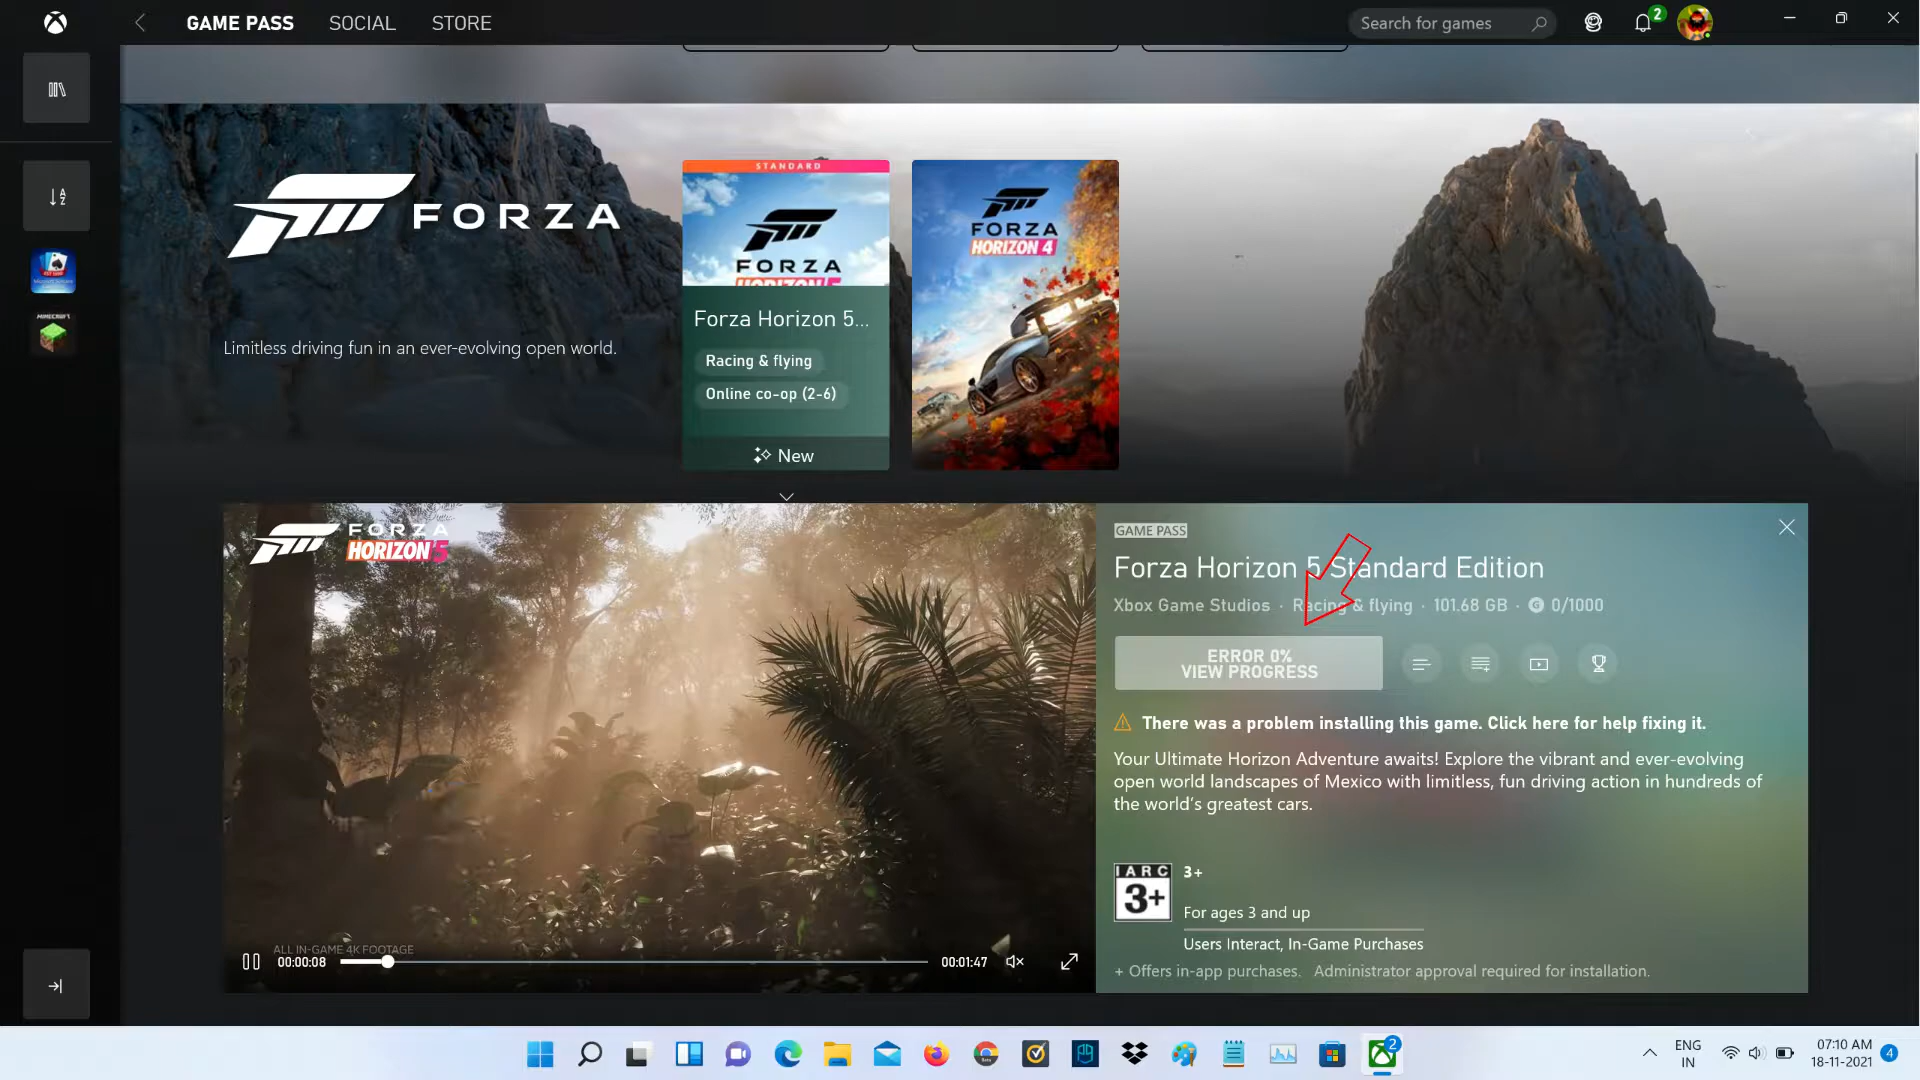 GAME PASS
SOCIAL
STORE
Search for games
2
FORZA
Limitless driving fun in an ever-evolving open world.
STANDARD
FORZA
HORIZON 5
Forza Horizon 5...
Racing & flying
Online co-op (2-6)
New
FORZA
HORIZON 4
MINECRAFT
FORZA
HORIZON 5
ALL IN-GAME 4K FOOTAGE
00:00:08
00:01:47
GAME PASS
Forza Horizon 5 Standard Edition
Xbox Game Studios · Racing & flying · 101.68 GB · G 0/1000
ERROR 0%
VIEW PROGRESS
There was a problem installing this game. Click here for help fixing it.
Your Ultimate Horizon Adventure awaits! Explore the vibrant and ever-evolving
open world landscapes of Mexico with limitless, fun driving action in hundreds of
the world's greatest cars.
IARC
3+
3+
For ages 3 and up
Users Interact, In-Game Purchases
+ Offers in-app purchases. Administrator approval required for installation.
2
ENG
IN
07:10 AM
18-11-2021
4